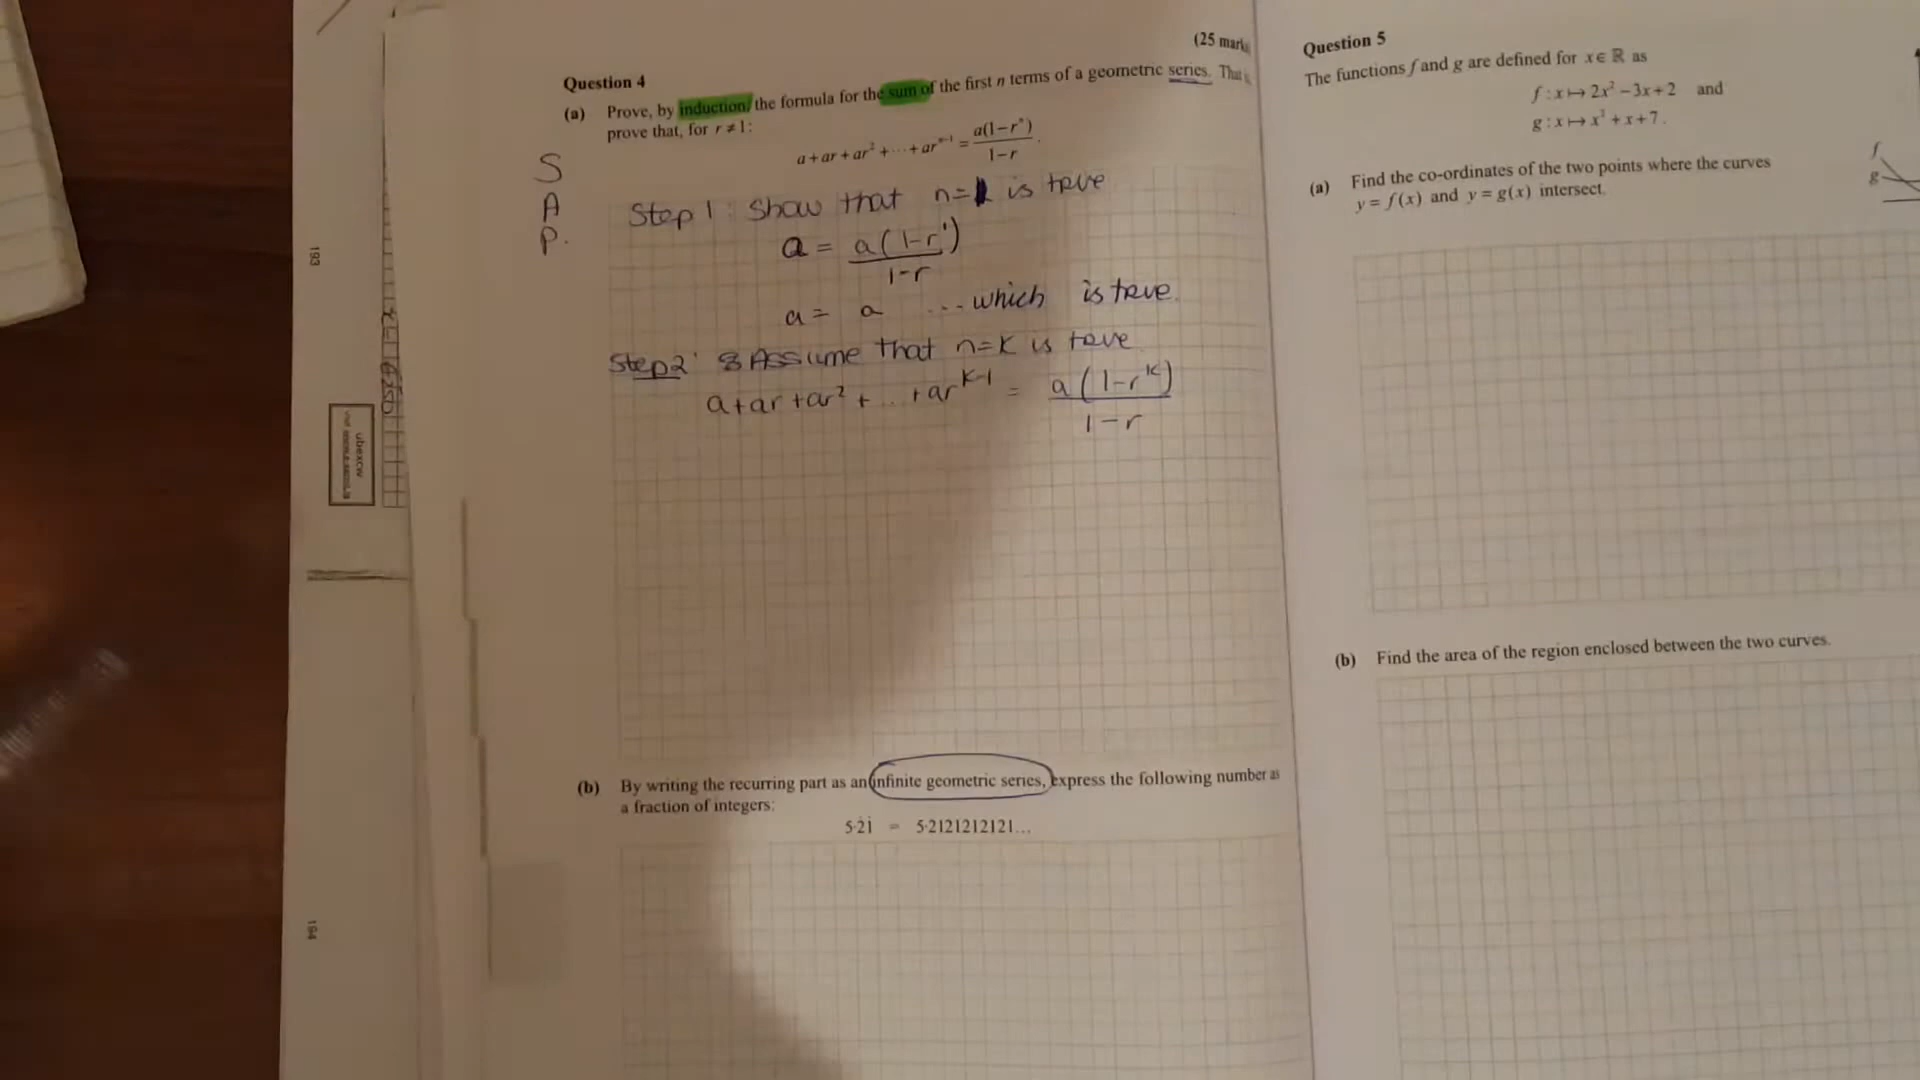 (25 mark
Question 4
(a) Prove, by induction, the formula for the sum of the first n terms of a geometric series. That
prove that, for r ≠ 1:
a + ar + ar² + ⋯ + arⁿ⁻¹ = a(1−rⁿ)/1−r .
S
A
P.
Step 1: Show that n=1 is true
a = a(1-r¹)/1-r
a = a ... which is true.
Step 2: Assume that n=k is true
a+ar+ar²+...+ar^(k-1) = a(1-r^k)/1-r
(b) By writing the recurring part as an infinite geometric series, express the following number as
a fraction of integers:
5·2̇1̇ = 5·2121212121…
193
194
Question 5
The functions f and g are defined for x∈ℝ as
f : x ↦ 2x² − 3x + 2 and
g : x ↦ x² + x + 7 .
(a) Find the co-ordinates of the two points where the curves
y = f(x) and y = g(x) intersect.
f
g
(b) Find the area of the region enclosed between the two curves.